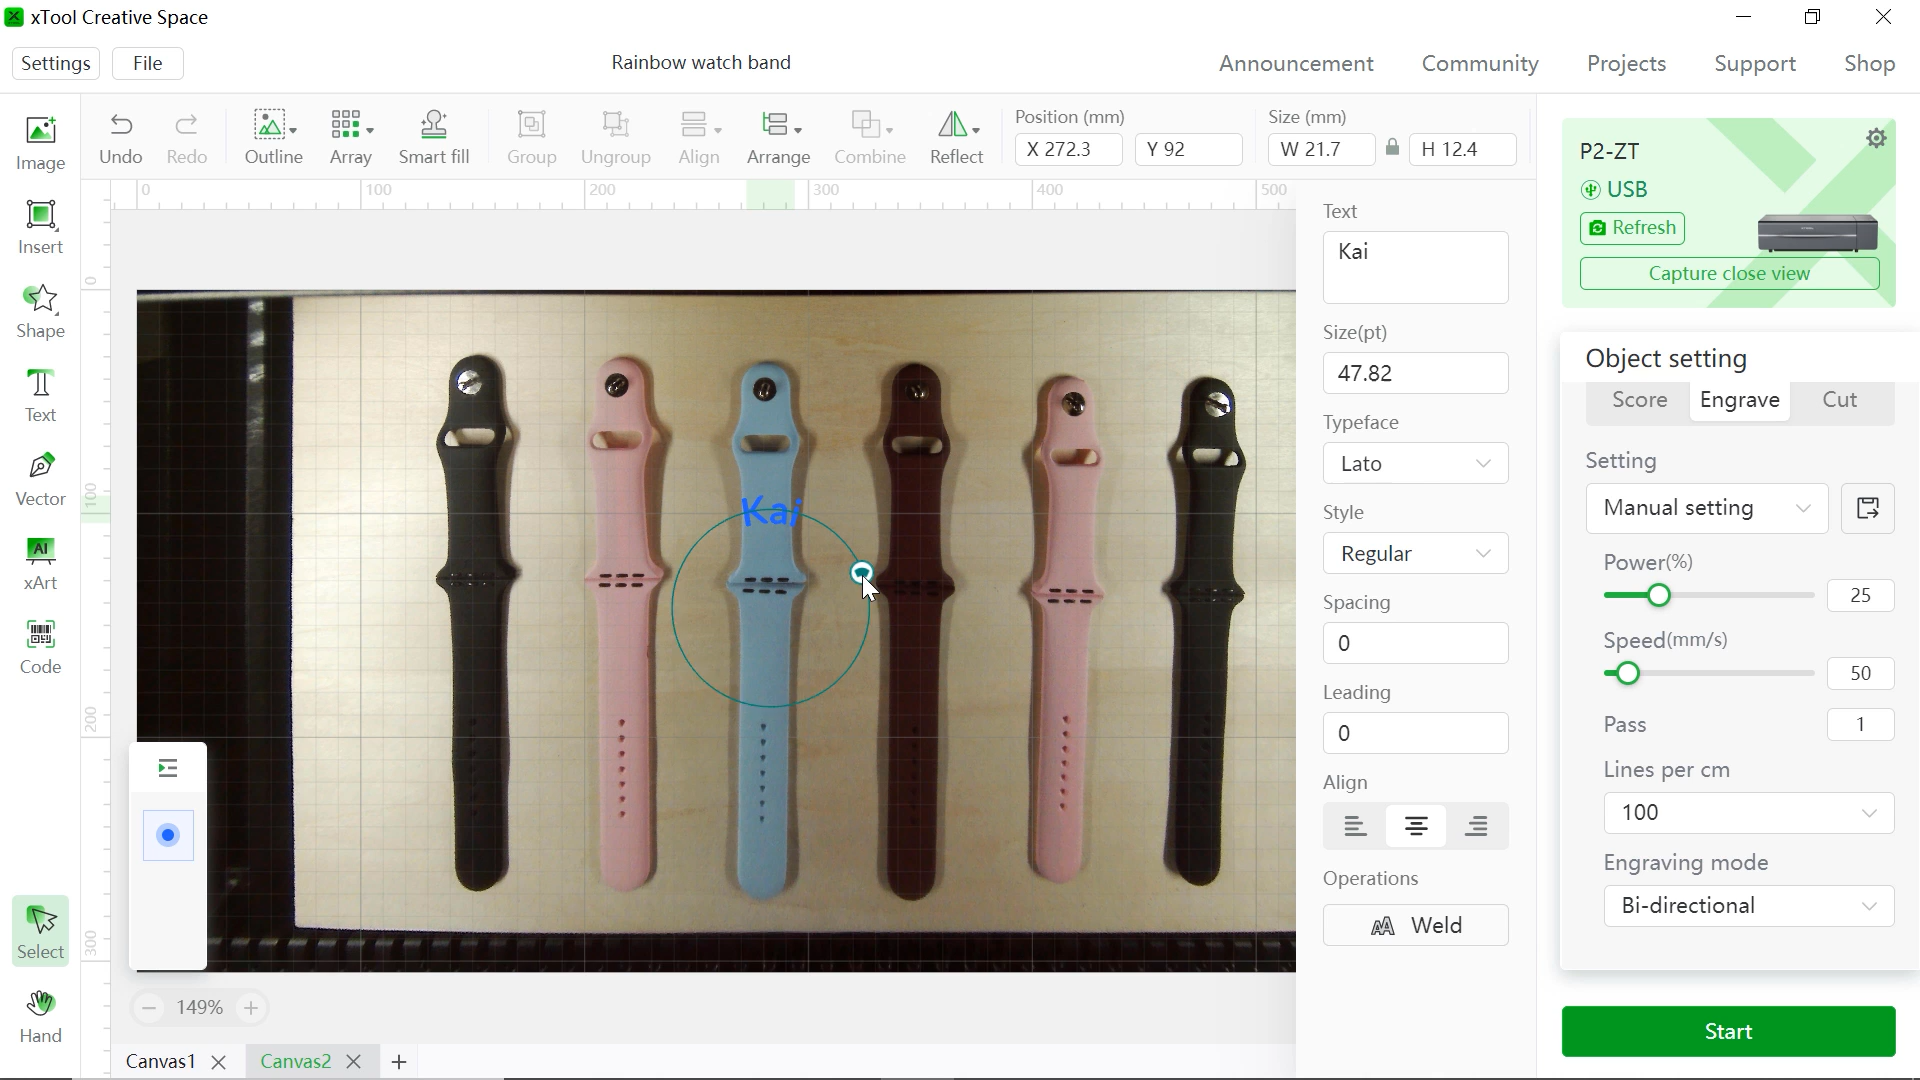 xTool Creative Space
Settings
File
Rainbow watch band
Announcement
Community
Projects
Support
Shop
Image
Insert
Shape
Text
Vector
AI
xArt
Code
Select
Hand
Undo
Redo
Outline
Array
Smart fill
Group
Ungroup
Align
Arrange
Combine
Reflect
Position (mm)
X 272.3
Y 92
Size (mm)
W 21.7
H 12.4
0
100
200
300
400
500
0
100
200
300
Kai
149%
Canvas1
Canvas2
Text
Kai
Size(pt)
47.82
Typeface
Lato
Style
Regular
Spacing
0
Leading
0
Align
Operations
AA Weld
P2-ZT
USB
Refresh
Capture close view
Object setting
Score
Engrave
Cut
Setting
Manual setting
Power(%)
25
Speed(mm/s)
50
Pass
1
Lines per cm
100
Engraving mode
Bi-directional
Start